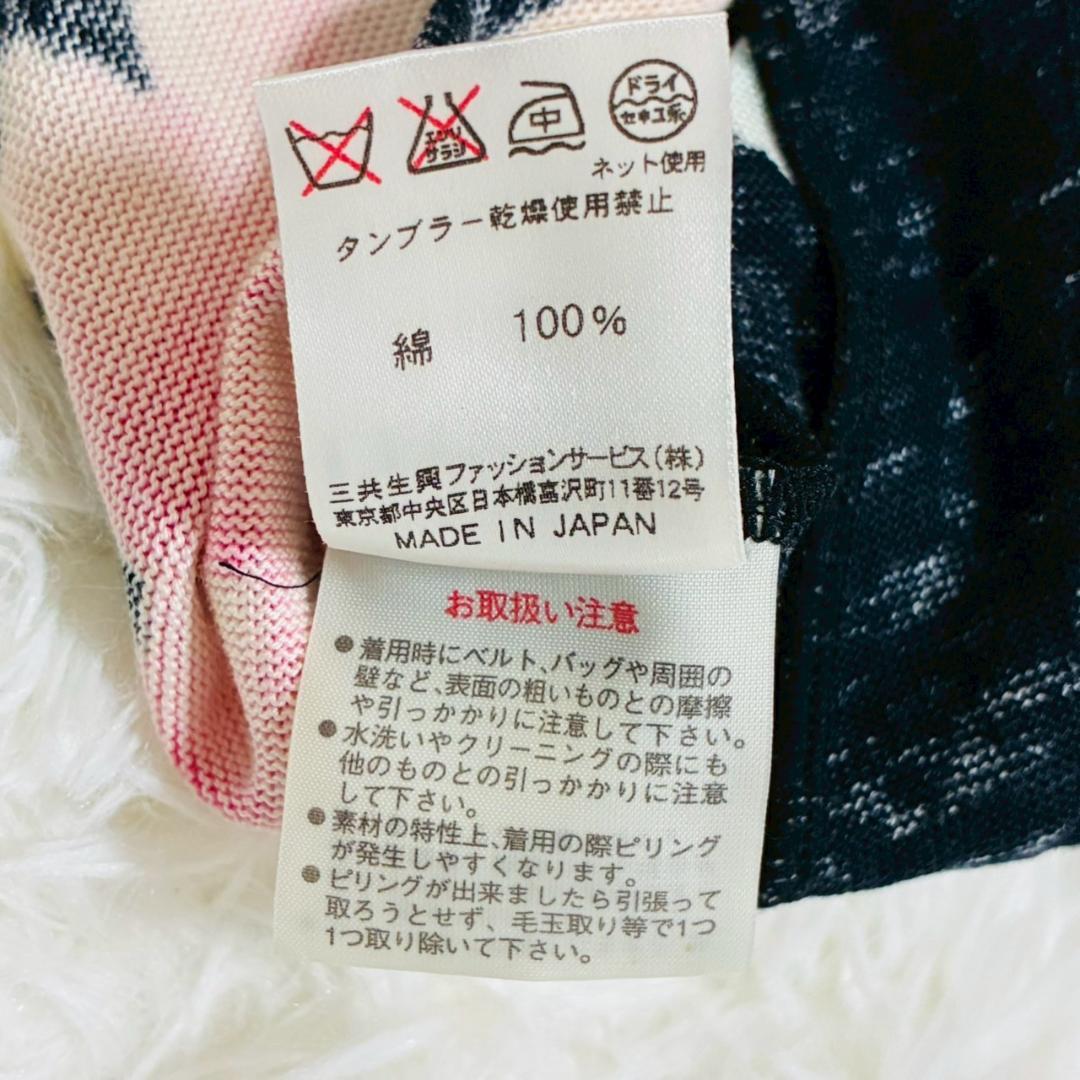 エンソ
サラシ
中
ドライ
セキユ系
ネット使用
タンブラー乾燥使用禁止
綿 100%
三共生興ファッションサービス(株)
東京都中央区日本橋富沢町11番12号
MADE IN JAPAN
お取扱い注意
●着用時にベルト、バッグや周囲の
壁など、表面の粗いものとの摩擦
や引っかかりに注意して下さい。
●水洗いやクリーニングの際にも
他のものとの引っかかりに注意
して下さい。
●素材の特性上、着用の際ピリング
が発生しやすくなります。
●ピリングが出来ましたら引張って
取ろうとせず、毛玉取り等で1つ
1つ取り除いて下さい。